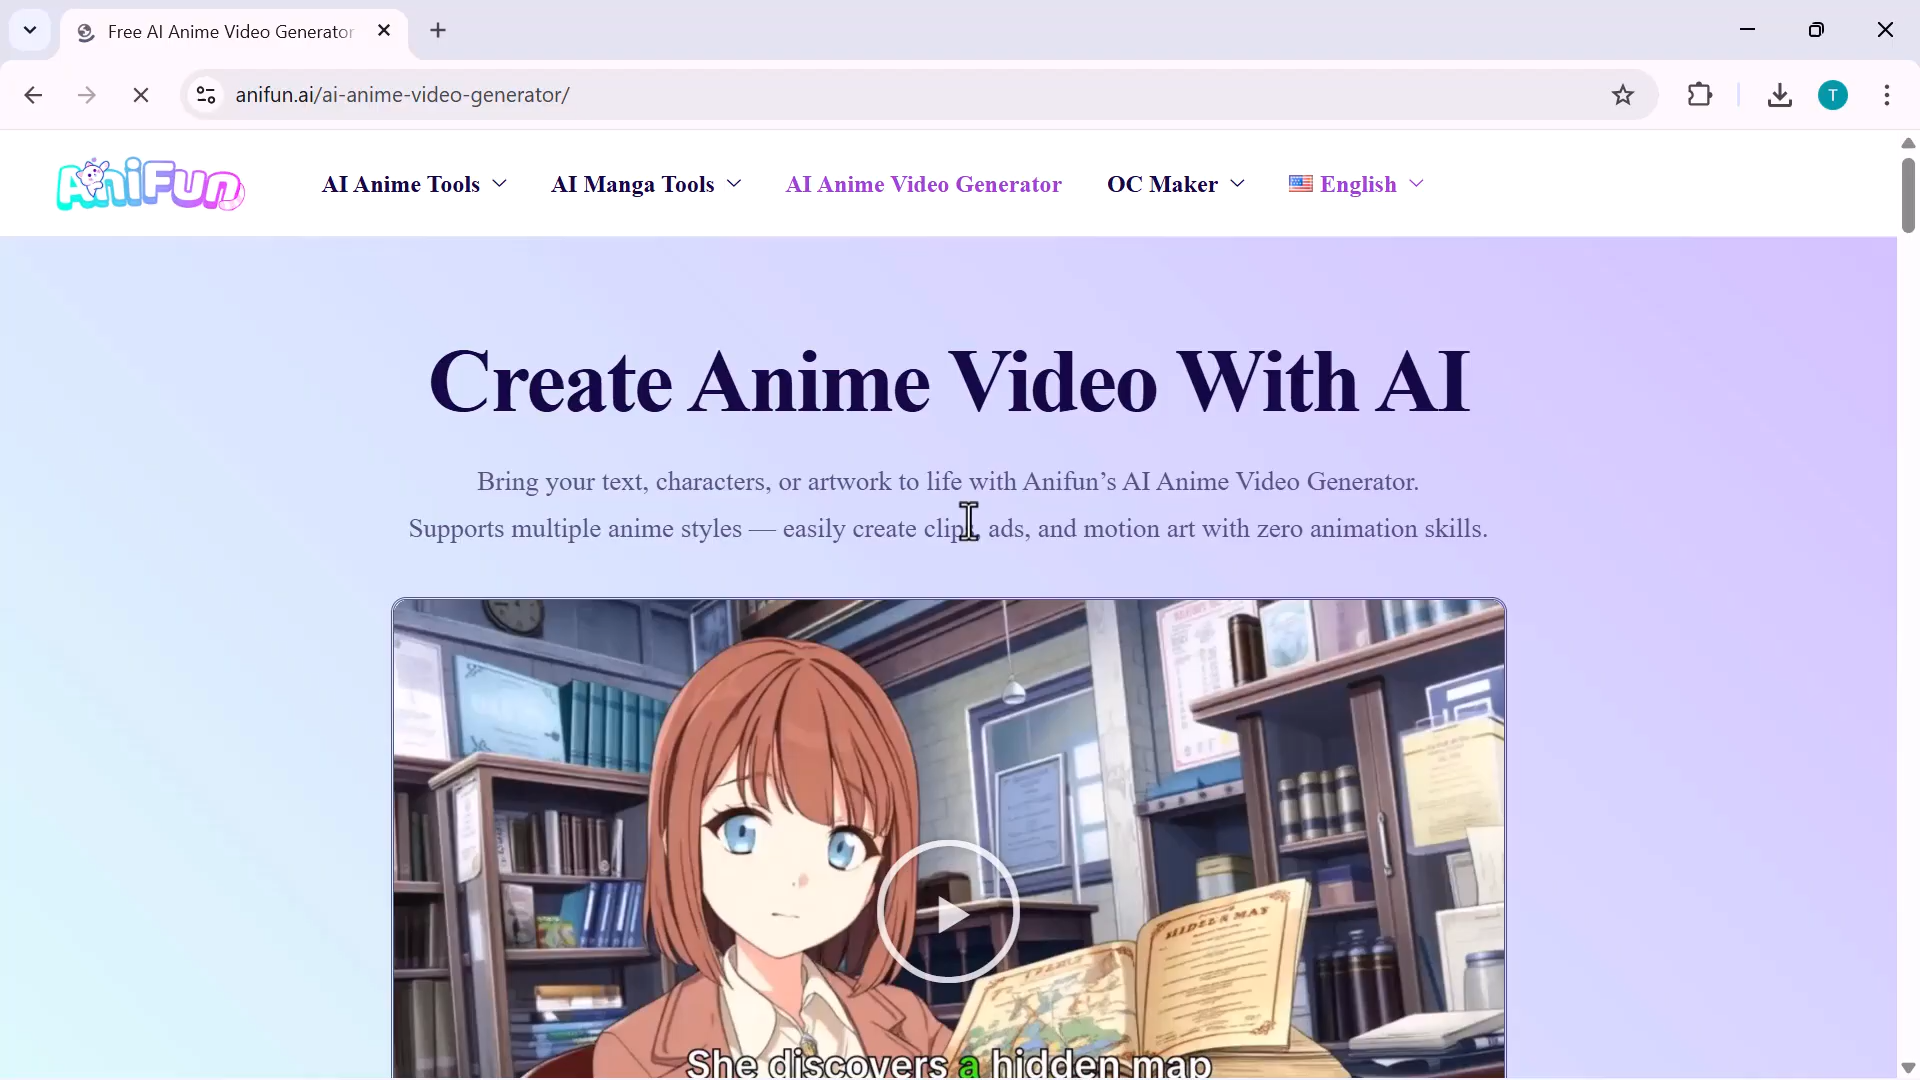 Free AI Anime Video Generator
anifun.ai/ai-anime-video-generator/
T
AniFun
AI Anime Tools
AI Manga Tools
AI Anime Video Generator
OC Maker
English
Create Anime Video With AI
Bring your text, characters, or artwork to life with Anifun’s AI Anime Video Generator.
Supports multiple anime styles — easily create clips, ads, and motion art with zero animation skills.
She discovers a hidden map